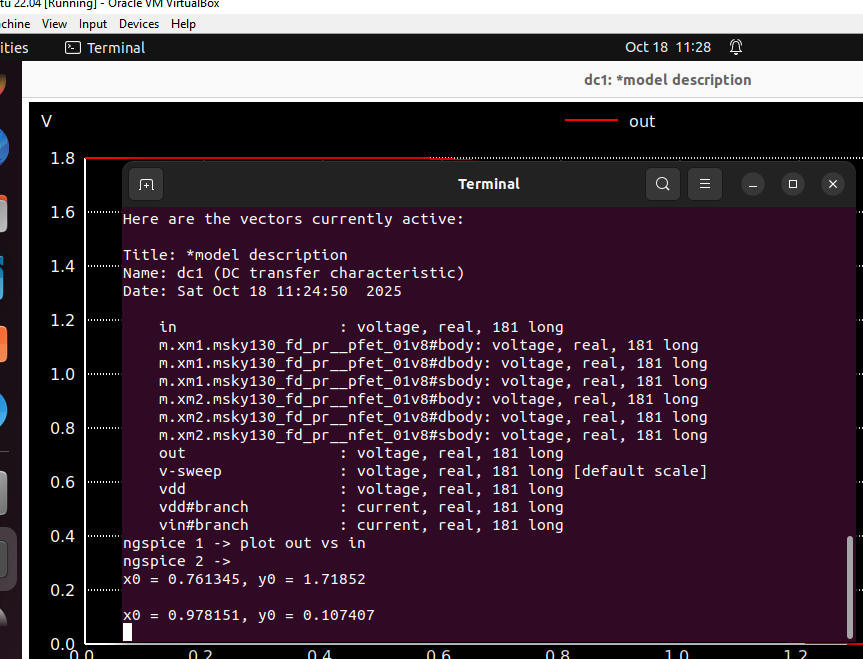 tu 22.04 [Running] - Oracle VM VirtualBox
achine View Input Devices Help
ities Terminal Oct 18 11:28
dc1: *model description
V out
1.8
Terminal
1.6
Here are the vectors currently active:
Title: *model description
1.4
Name: dc1 (DC transfer characteristic)
Date: Sat Oct 18 11:24:50 2025
1.2
in : voltage, real, 181 long
m.xm1.msky130_fd_pr__pfet_01v8#body: voltage, real, 181 long
m.xm1.msky130_fd_pr__pfet_01v8#dbody: voltage, real, 181 long
1.0
m.xm1.msky130_fd_pr__pfet_01v8#sbody: voltage, real, 181 long
m.xm2.msky130_fd_pr__nfet_01v8#body: voltage, real, 181 long
m.xm2.msky130_fd_pr__nfet_01v8#dbody: voltage, real, 181 long
0.8
m.xm2.msky130_fd_pr__nfet_01v8#sbody: voltage, real, 181 long
out : voltage, real, 181 long
v-sweep : voltage, real, 181 long [default scale]
0.6
vdd : voltage, real, 181 long
vdd#branch : current, real, 181 long
vin#branch : current, real, 181 long
0.4
ngspice 1 -> plot out vs in
ngspice 2 ->
x0 = 0.761345, y0 = 1.71852
0.2
x0 = 0.978151, y0 = 0.107407
0.0
0.0 0.2 0.4 0.6 0.8 1.0 1.2